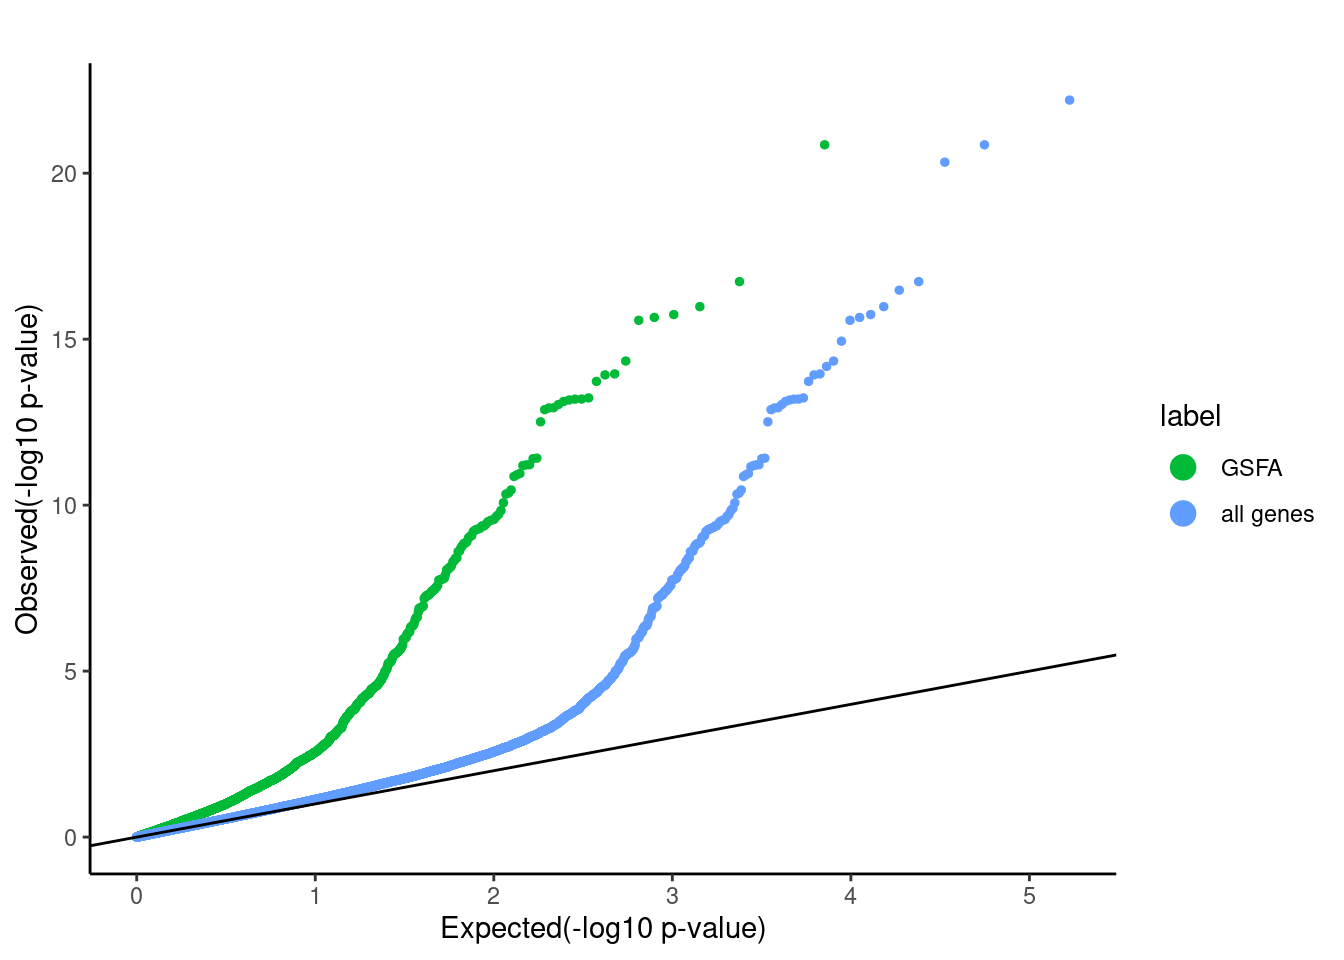 Observed(-log10 p-value)
20
15
10
5
0
0 1 2 3 4 5
Expected(-log10 p-value)
label
GSFA
all genes